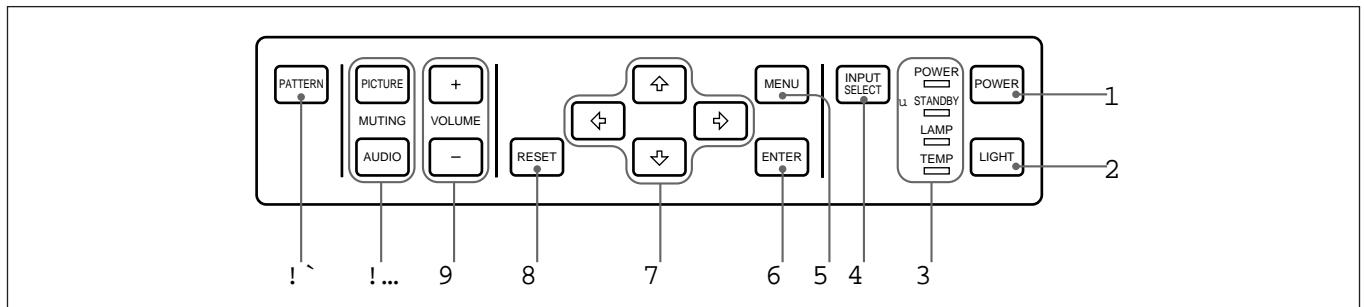 PATTERN
PICTURE
MUTING
AUDIO
+
VOLUME
–
RESET
MENU
ENTER
INPUT
SELECT
POWER
u STANDBY
LAMP
TEMP
POWER
LIGHT
1
2
!` !… 9 8 7 6 5 4 3